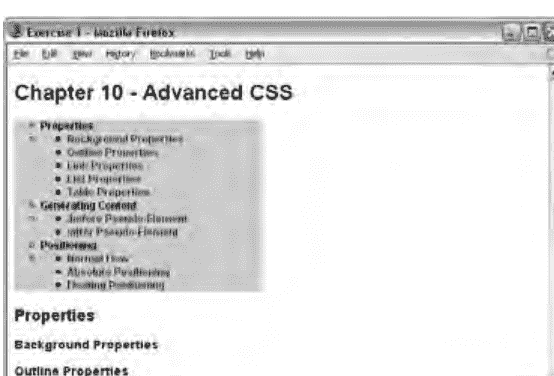 Exercise 1 - Mozilla Firefox
File Edit View History Bookmarks Tools Help
Chapter 10 - Advanced CSS
Properties
Background Properties
Outline Properties
Link Properties
List Properties
Table Properties
Generating Content
:before Pseudo-Element
:after Pseudo-Element
Positioning
Normal Flow
Absolute Positioning
Floating Positioning
Properties
Background Properties
Outline Properties